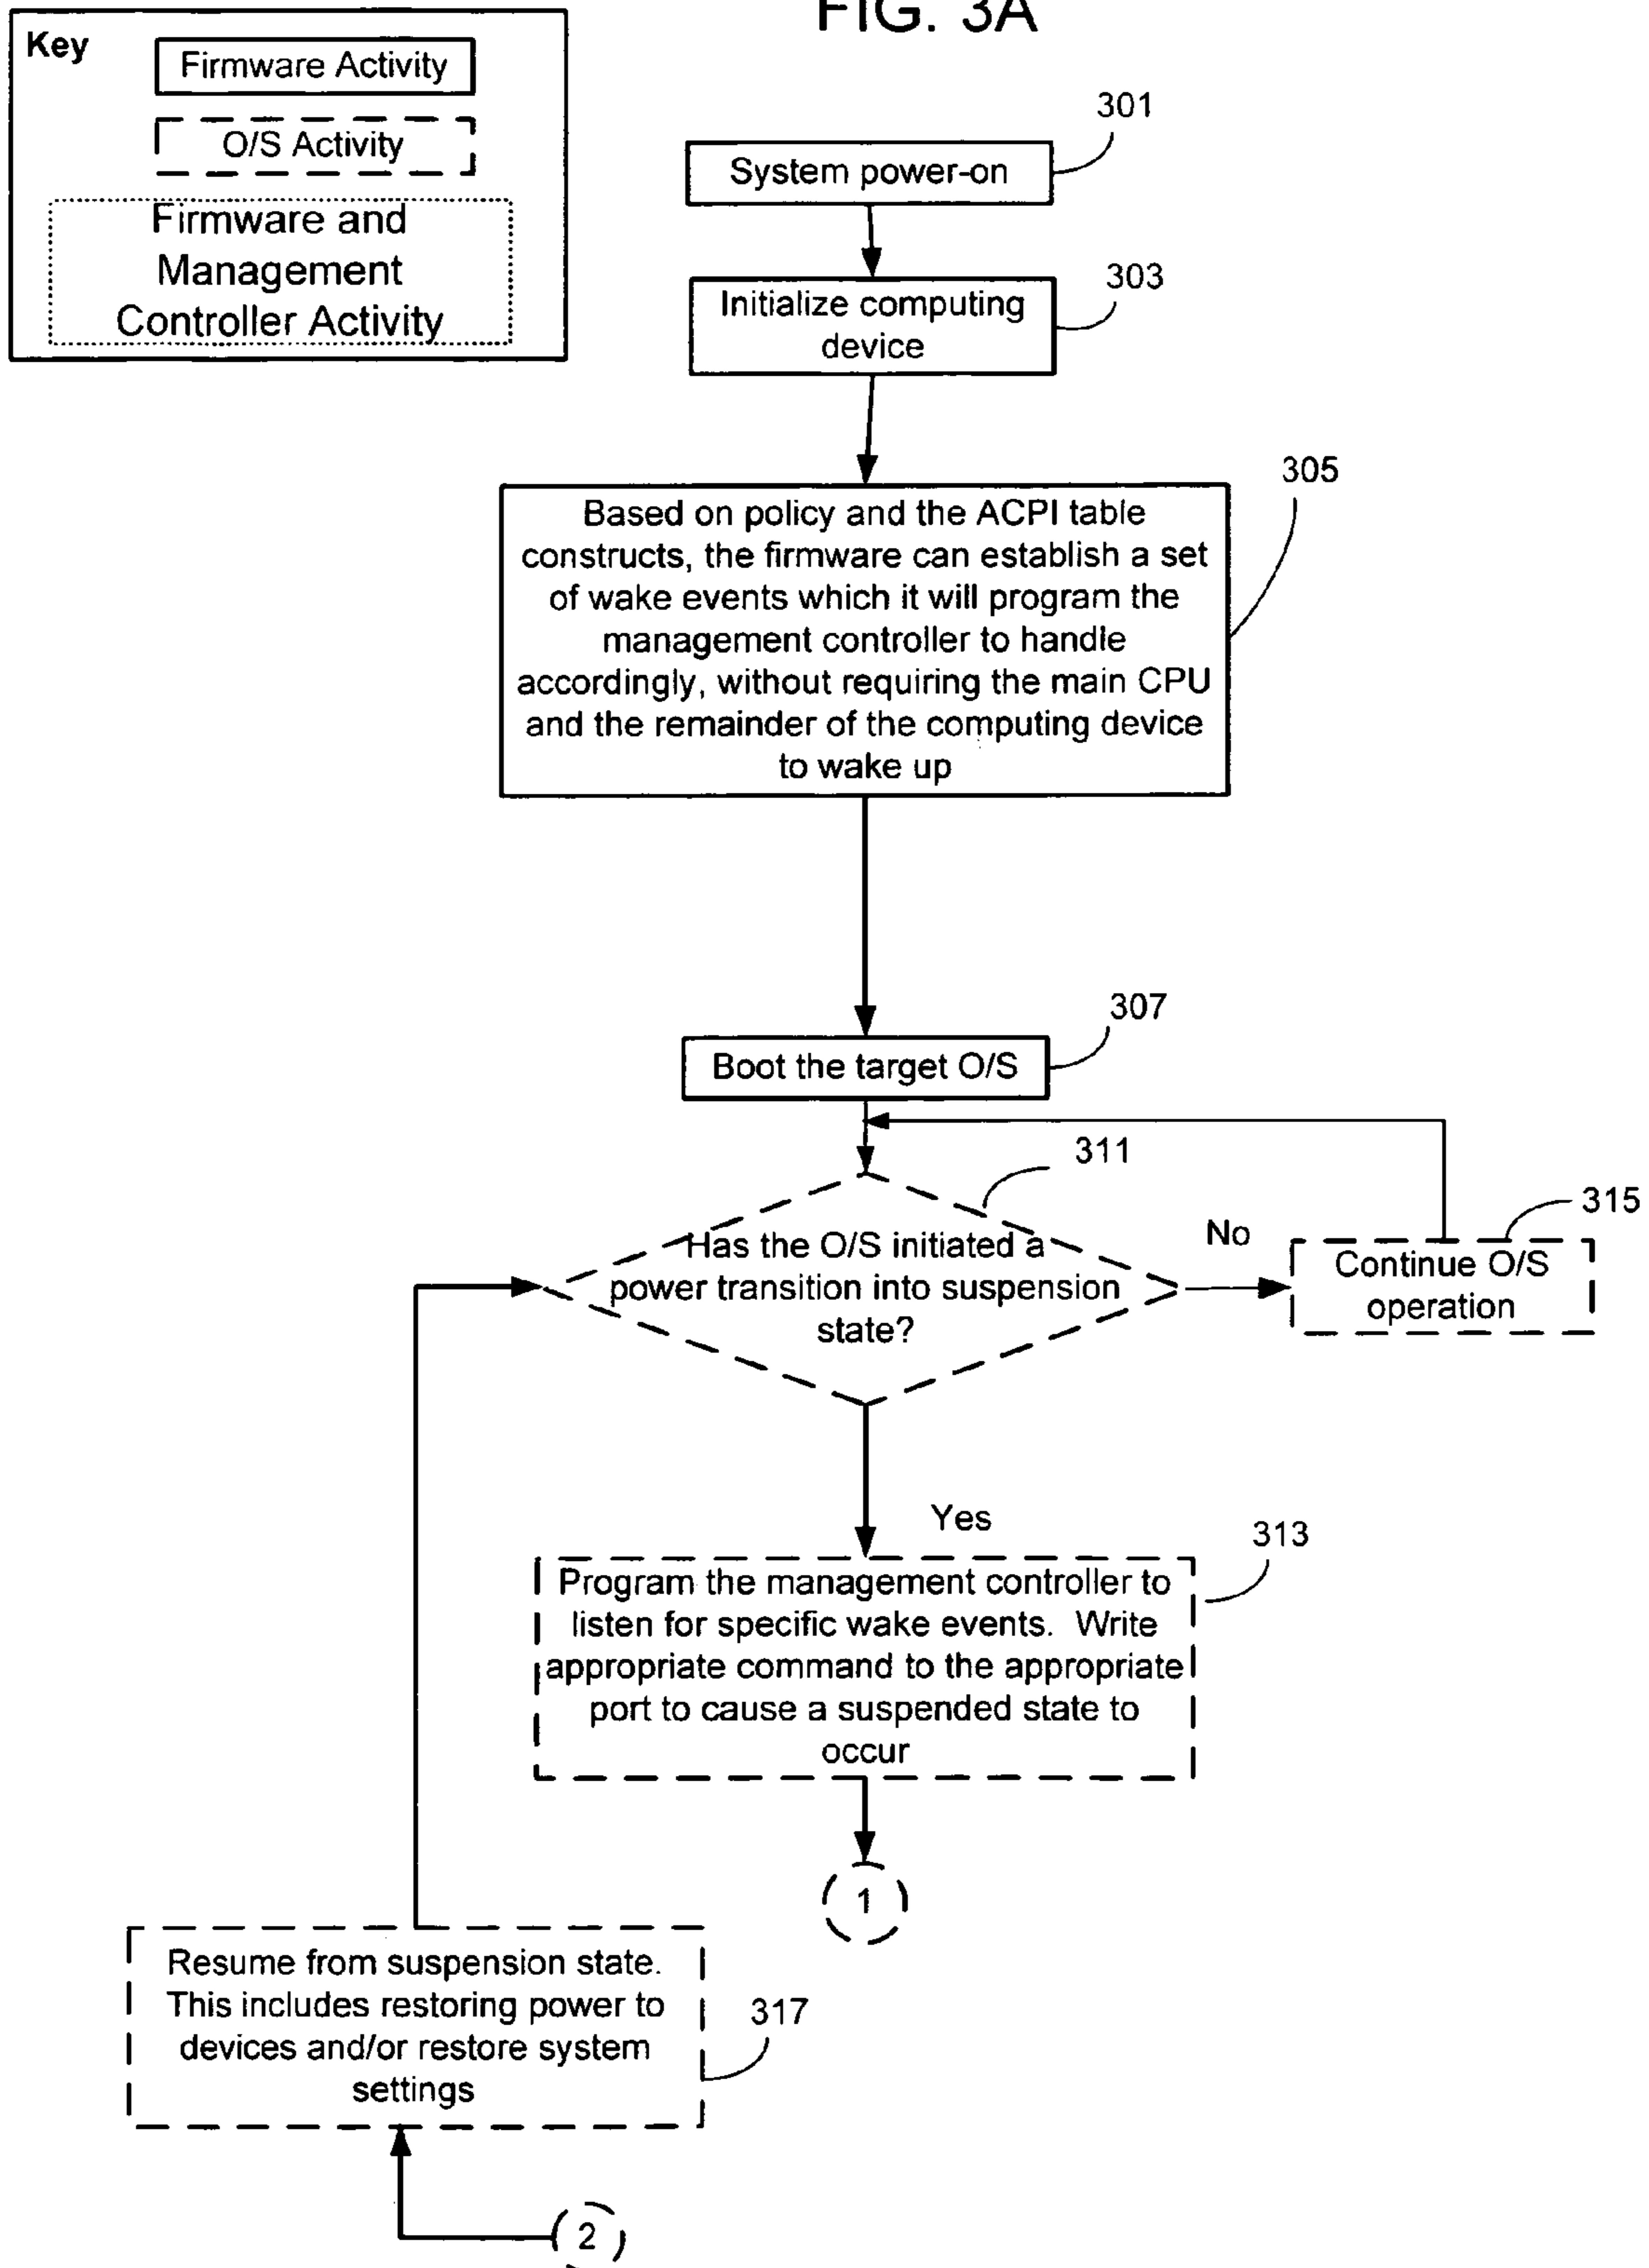 FIG. 3A
Key
Firmware Activity
O/S Activity
Firmware and
Management
Controller Activity
301
System power-on
303
Initialize computing
device
305
Based on policy and the ACPI table
constructs, the firmware can establish a set
of wake events which it will program the
management controller to handle
accordingly, without requiring the main CPU
and the remainder of the computing device
to wake up
307
Boot the target O/S
311
Has the O/S initiated a
power transition into suspension
state?
No
315
Continue O/S
operation
Yes
313
Program the management controller to
listen for specific wake events. Write
appropriate command to the appropriate
port to cause a suspended state to
occur
1
Resume from suspension state.
This includes restoring power to
devices and/or restore system
settings
317
2